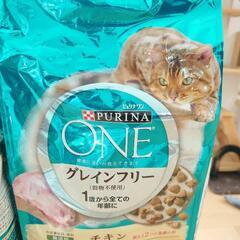 PURINA
ピュリナワン
ONE
グレインフリー
(穀物不使用)
1歳から全ての
年齢に
チキン